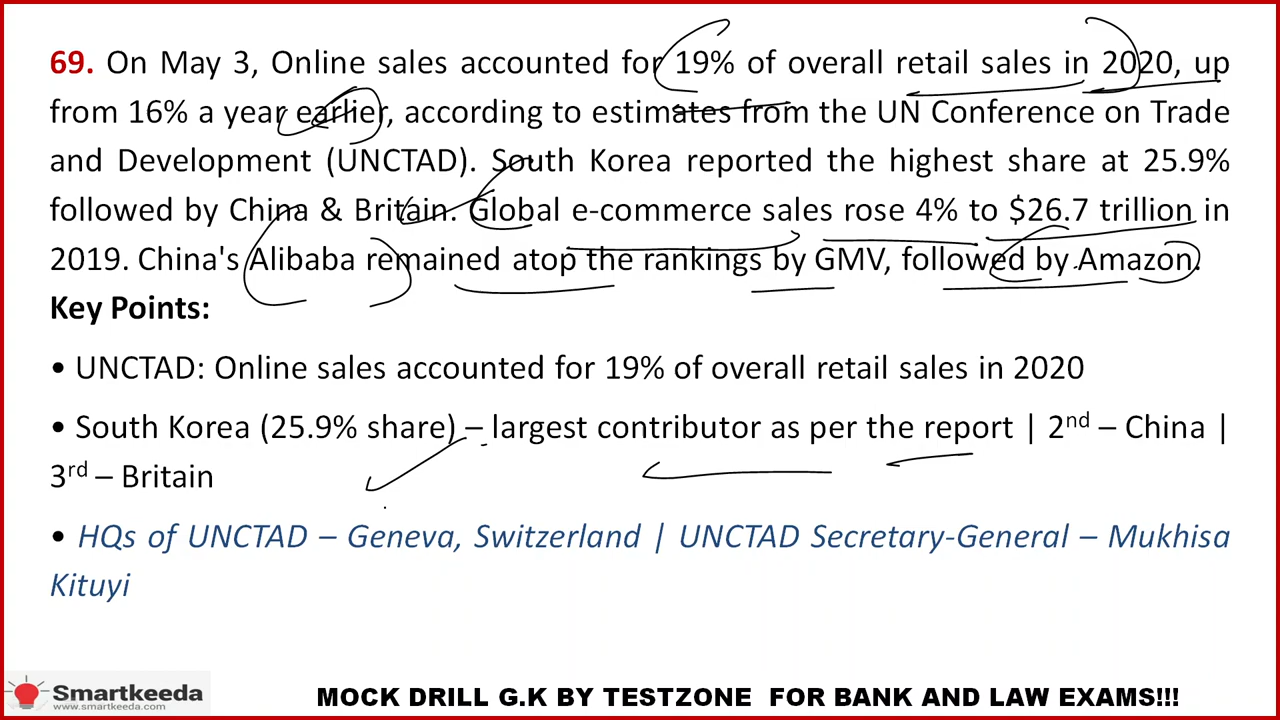 69. On May 3, Online sales accounted for 19% of overall retail sales in 2020, up
from 16% a year earlier, according to estimates from the UN Conference on Trade
and Development (UNCTAD). South Korea reported the highest share at 25.9%
followed by China & Britain. Global e-commerce sales rose 4% to $26.7 trillion in
2019. China's Alibaba remained atop the rankings by GMV, followed by Amazon.
Key Points:
• UNCTAD: Online sales accounted for 19% of overall retail sales in 2020
• South Korea (25.9% share) – largest contributor as per the report | 2nd – China |
3rd – Britain
• HQs of UNCTAD – Geneva, Switzerland | UNCTAD Secretary-General – Mukhisa
Kituyi
Smartkeeda
www.smartkeeda.com
MOCK DRILL G.K BY TESTZONE FOR BANK AND LAW EXAMS!!!